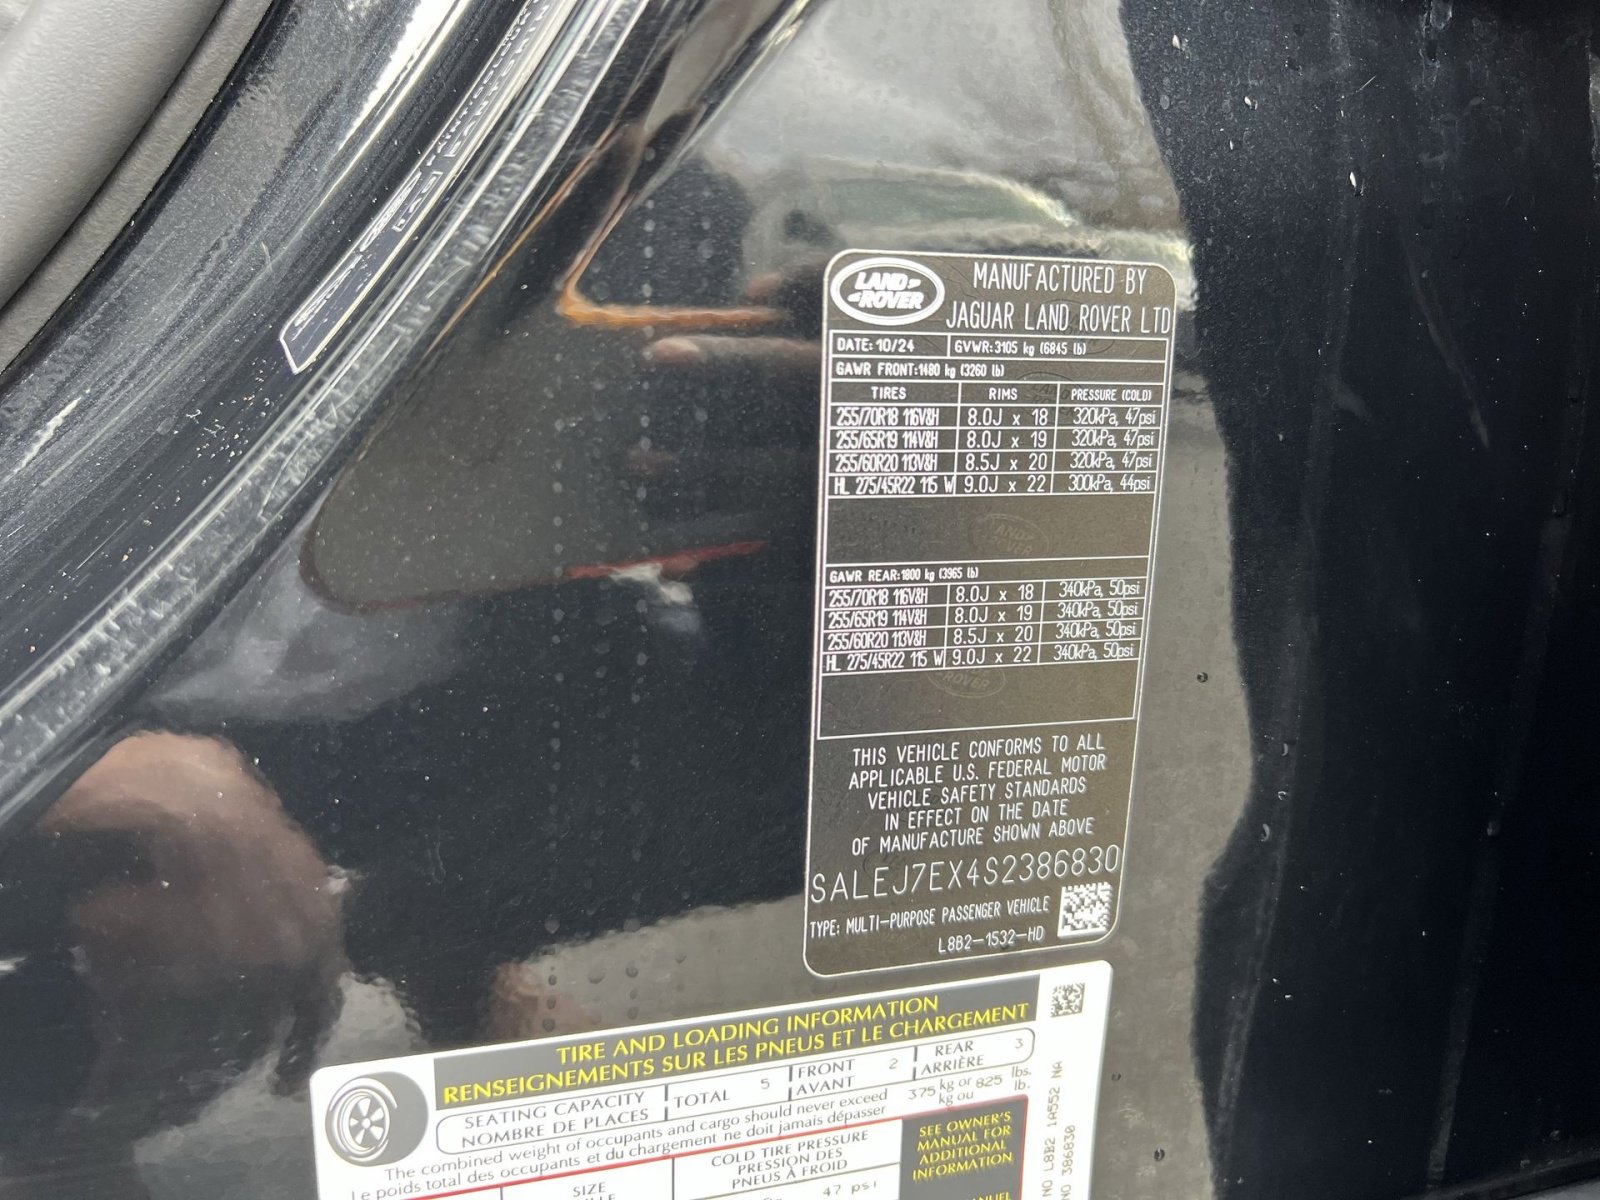 PAINT:COLOUR
SANTORINI
LAND ROVER
MANUFACTURED BY
JAGUAR LAND ROVER LTD
DATE: 10/24 GVWR:3105 kg (6845 lb)
GAWR FRONT:1480 kg (3260 lb)
TIRES RIMS PRESSURE (COLD)
255/70R18 116V&H 8.0J x 18 320kPa, 47psi
255/65R19 114V&H 8.0J x 19 320kPa, 47psi
255/60R20 113V&H 8.5J x 20 320kPa, 47psi
HL 275/45R22 115 W 9.0J x 22 300kPa, 44psi
LAND ROVER
GAWR REAR:1800 kg (3965 lb)
255/70R18 116V&H 8.0J x 18 340kPa, 50psi
255/65R19 114V&H 8.0J x 19 340kPa, 50psi
255/60R20 113V&H 8.5J x 20 340kPa, 50psi
HL 275/45R22 115 W 9.0J x 22 340kPa, 50psi
ROVER
THIS VEHICLE CONFORMS TO ALL
APPLICABLE U.S. FEDERAL MOTOR
VEHICLE SAFETY STANDARDS
IN EFFECT ON THE DATE
OF MANUFACTURE SHOWN ABOVE
SALEJ7EX4S2386830
TYPE: MULTI-PURPOSE PASSENGER VEHICLE
L8B2-1532-HD
TIRE AND LOADING INFORMATION
RENSEIGNEMENTS SUR LES PNEUS ET LE CHARGEMENT
SEATING CAPACITY TOTAL 5 FRONT 2 REAR 3
NOMBRE DE PLACES AVANT ARRIÈRE
The combined weight of occupants and cargo should never exceed 375 kg or 825 lbs.
Le poids total des occupants et du chargement ne doit jamais dépasser kg ou lb.
SIZE
COLD TIRE PRESSURE
PRESSION DES
PNEUS À FROID
47 psi
SEE OWNER'S
MANUAL FOR
ADDITIONAL
INFORMATION
NO L8B2 1A552 NA
NO 386830